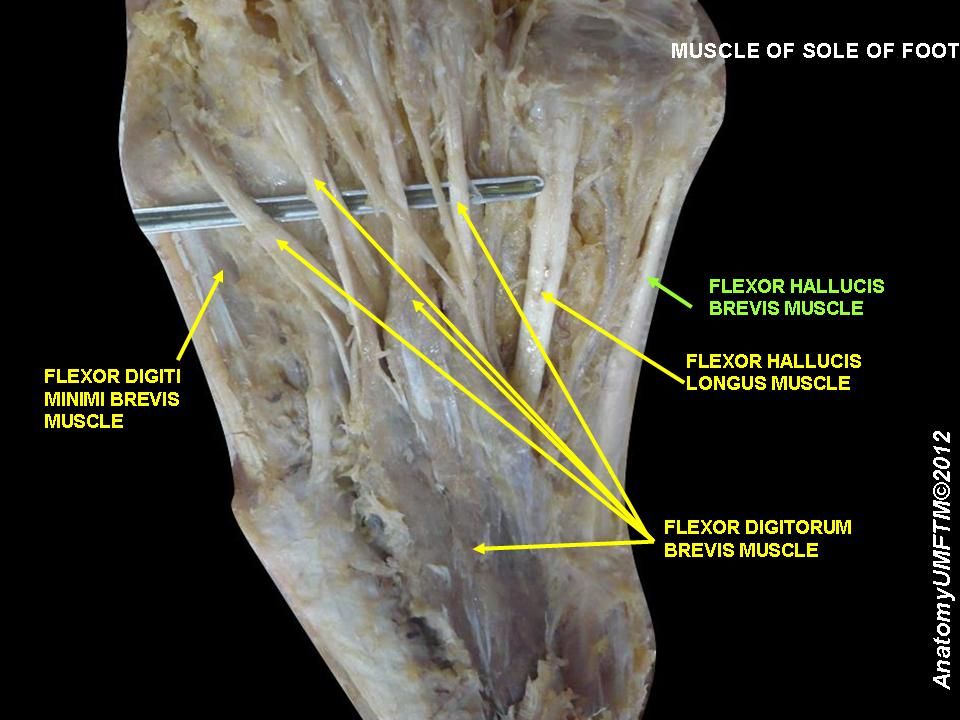 MUSCLE OF SOLE OF FOOT
FLEXOR HALLUCIS
BREVIS MUSCLE
FLEXOR HALLUCIS
LONGUS MUSCLE
FLEXOR DIGITI
MINIMI BREVIS
MUSCLE
FLEXOR DIGITORUM
BREVIS MUSCLE
AnatomyUMFTM©2012